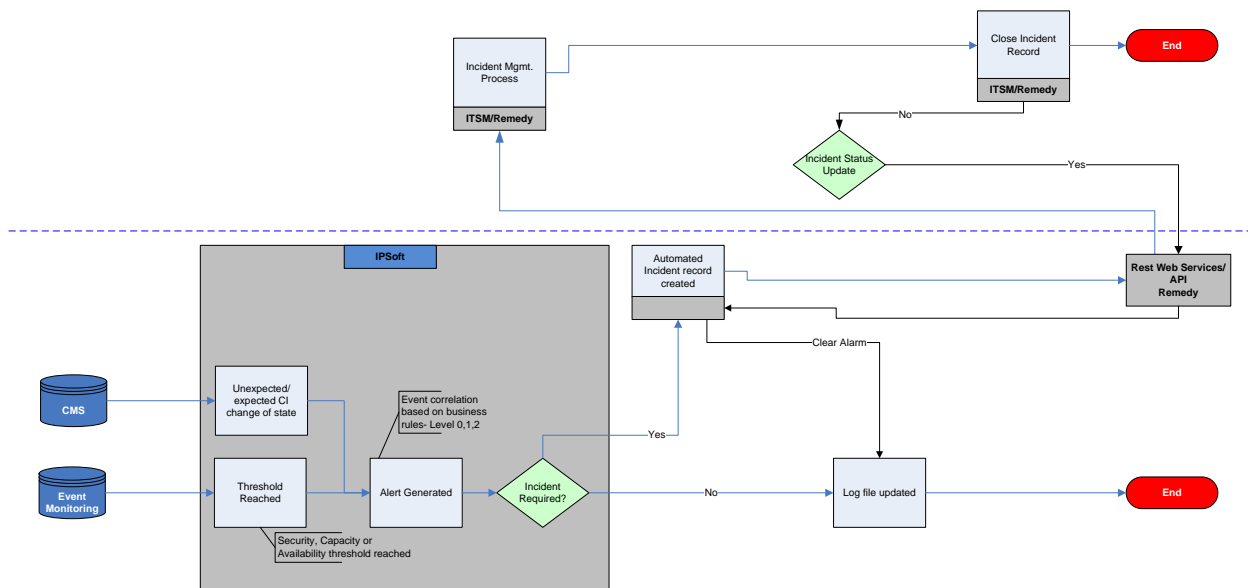 Close Incident
Record
End
Incident Mgmt.
Process
ITSM/Remedy
ITSM/Remedy
No
Incident Status
Update
Yes
IPSoft
Automated
Incident record
created
Rest Web Services/
API
Remedy
Clear Alarm
Unexpected/
expected CI
change of state
CMS
Event correlation
based on business
rules- Level 0,1,2
Yes
Event
Monitoring
Threshold
Reached
Alert Generated
Incident
Required?
No
Log file updated
End
Security, Capacity or
Availability threshold reached